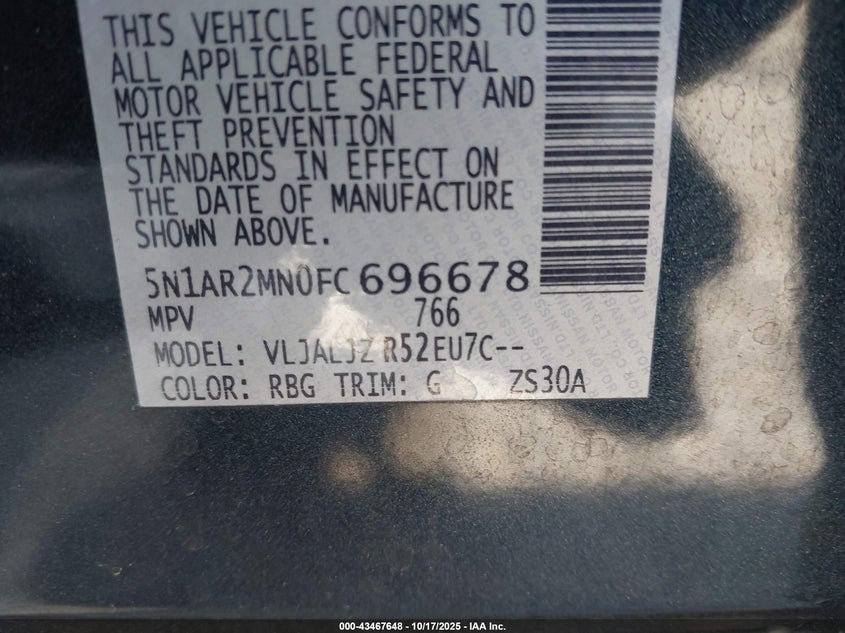 THIS VEHICLE CONFORMS TO
ALL APPLICABLE FEDERAL
MOTOR VEHICLE SAFETY AND
THEFT PREVENTION
STANDARDS IN EFFECT ON
THE DATE OF MANUFACTURE
SHOWN ABOVE.
5N1AR2MN0FC696678
MPV 766
MODEL: VLJALJZ R52EU7C--
COLOR: RBG TRIM: G ZS30A
000-43467648 - 10/17/2025 - IAA Inc.